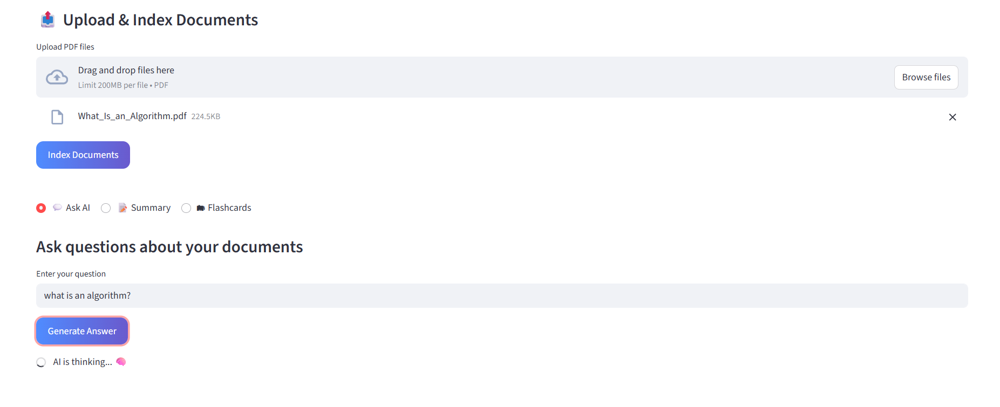 Upload & Index Documents
Upload PDF files
Drag and drop files here
Limit 200MB per file • PDF
Browse files
What_Is_an_Algorithm.pdf 224.5KB
Index Documents
Ask AI Summary Flashcards
Ask questions about your documents
Enter your question
what is an algorithm?
Generate Answer
AI is thinking...